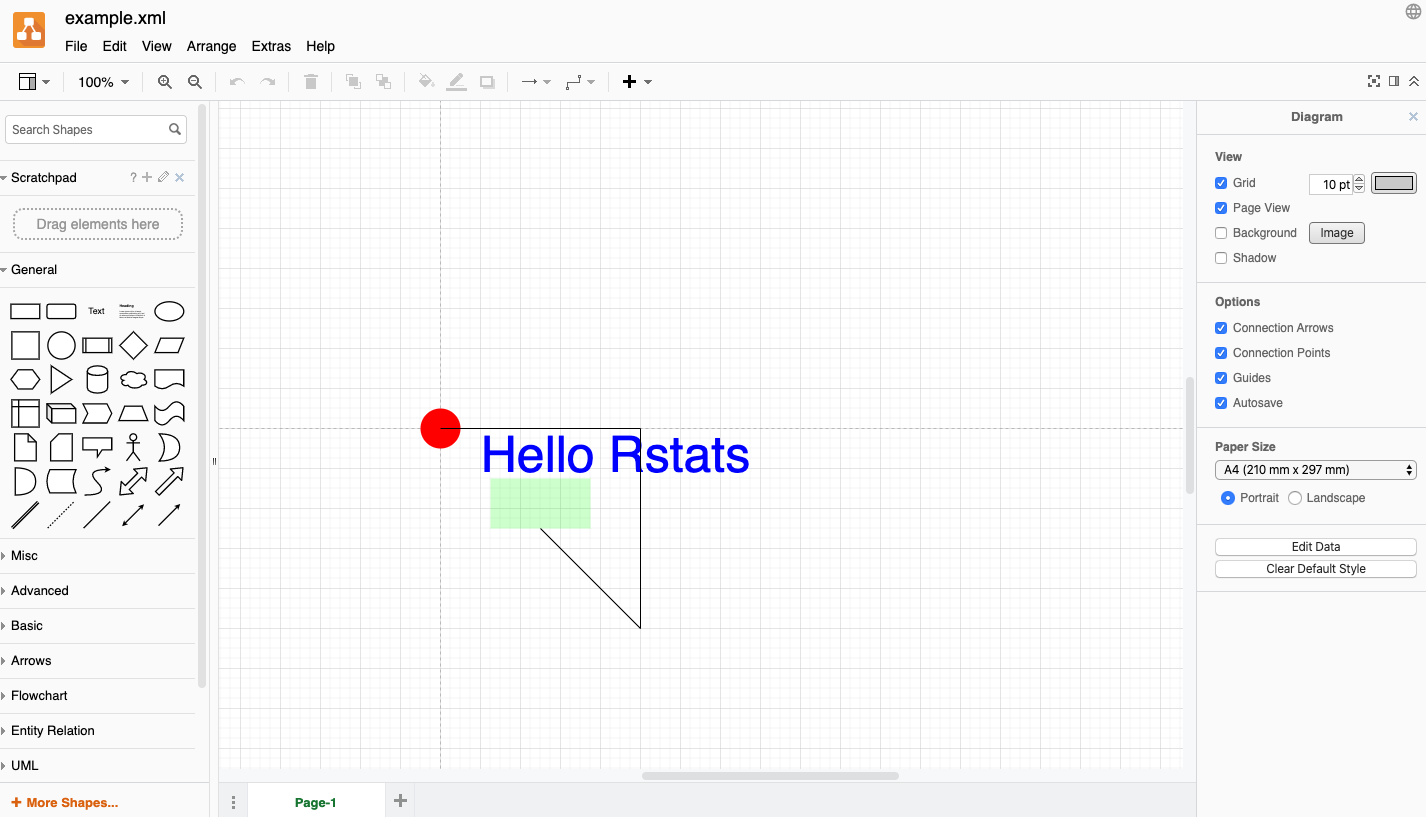 example.xml
File Edit View Arrange Extras Help
100%
Search Shapes
Scratchpad ?
Drag elements here
General
Text
Heading
Misc
Advanced
Basic
Arrows
Flowchart
Entity Relation
UML
+ More Shapes...
Hello Rstats
Page-1
Diagram
View
Grid 10 pt
Page View
Background Image
Shadow
Options
Connection Arrows
Connection Points
Guides
Autosave
Paper Size
A4 (210 mm x 297 mm)
Portrait Landscape
Edit Data
Clear Default Style